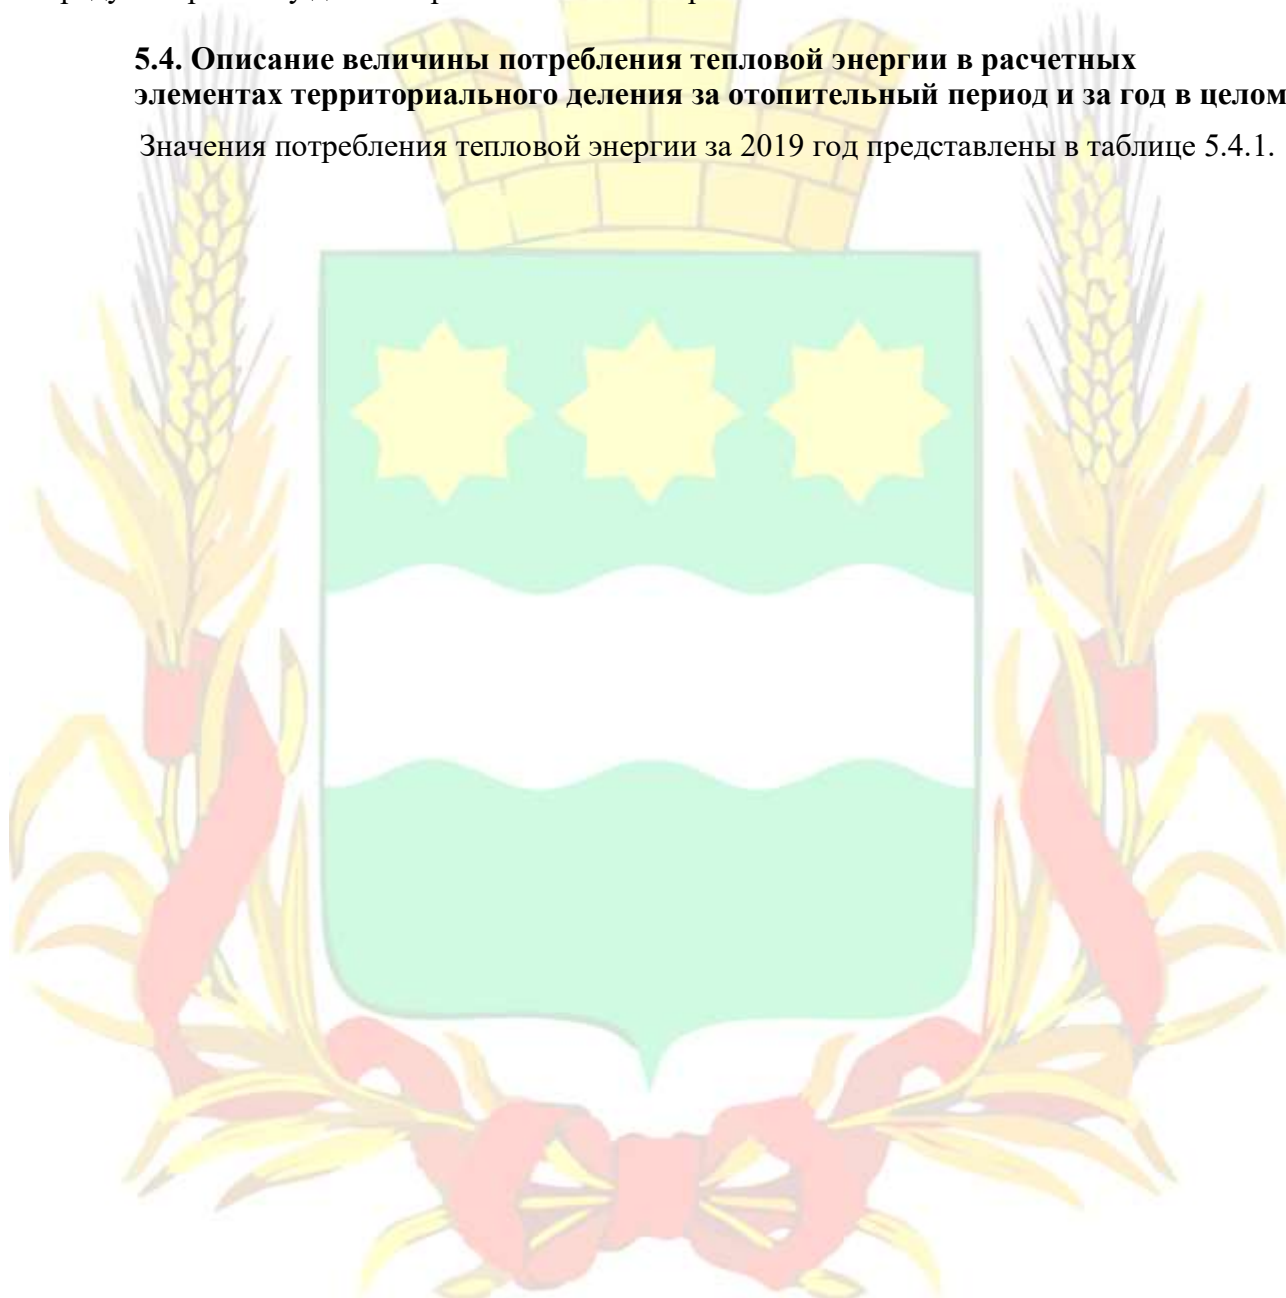 5.4. Описание величины потребления тепловой энергии в расчетных
элементах территориального деления за отопительный период и за год в целом
Значения потребления тепловой энергии за 2019 год представлены в таблице 5.4.1.